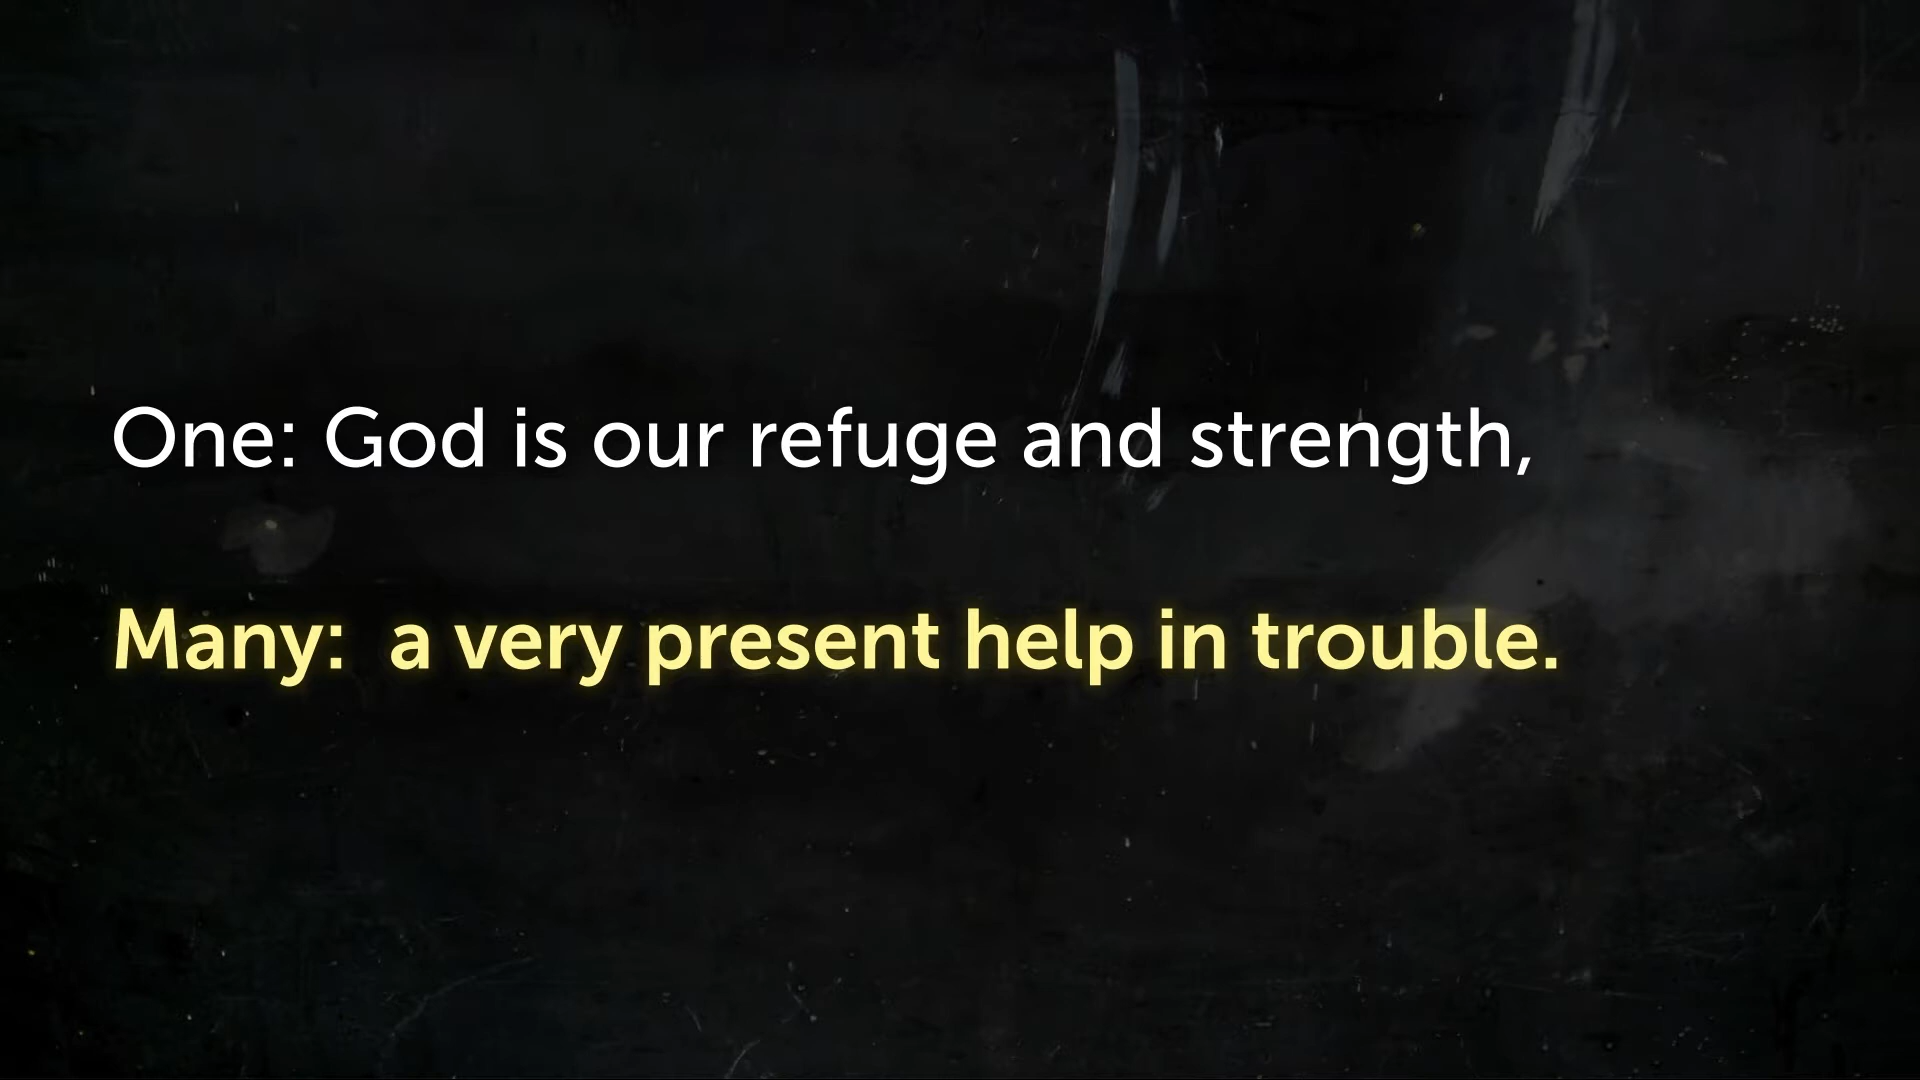 One: God is our refuge and strength,
Many:  a very present help in trouble.